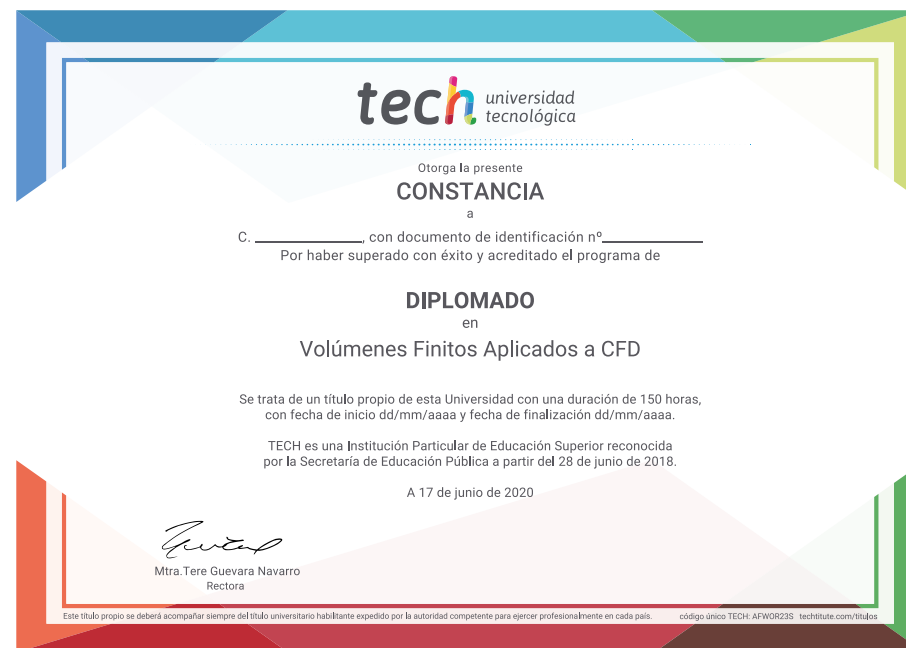 tech universidad
tecnológica
Otorga la presente
CONSTANCIA
a
C. ____________, con documento de identificación nº____________
Por haber superado con éxito y acreditado el programa de
DIPLOMADO
en
Volúmenes Finitos Aplicados a CFD
Se trata de un título propio de esta Universidad con una duración de 150 horas,
con fecha de inicio dd/mm/aaaa y fecha de finalización dd/mm/aaaa.
TECH es una Institución Particular de Educación Superior reconocida
por la Secretaría de Educación Pública a partir del 28 de junio de 2018.
A 17 de junio de 2020
Mtra.Tere Guevara Navarro
Rectora
Este título propio se deberá acompañar siempre del título universitario habilitante expedido por la autoridad competente para ejercer profesionalmente en cada país. código único TECH: AFWOR23S techtitute.com/titulos